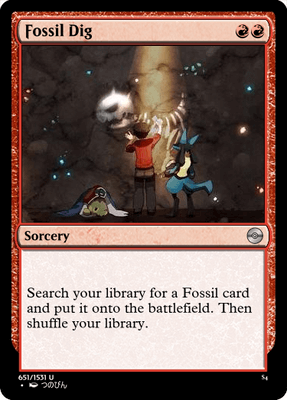 Fossil Dig
Sorcery
Search your library for a Fossil card
and put it onto the battlefield. Then
shuffle your library.
651/1531 U
S4
• つのぴん